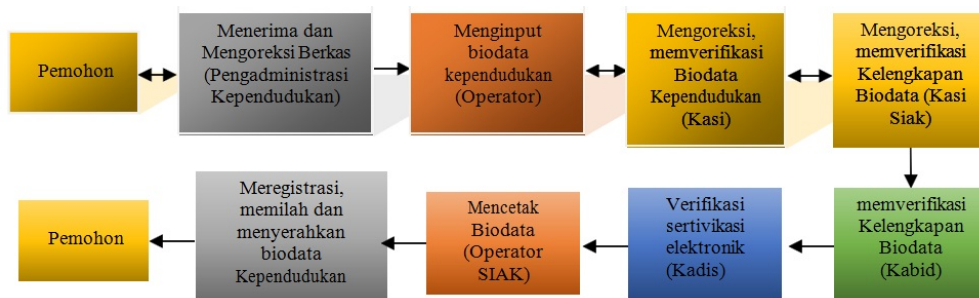 Pemohon
Menerima dan
Mengoreksi Berkas
(Pengadministrasi
Kependudukan)
Menginput
biodata
kependudukan
(Operator)
Mengoreksi,
memverifikasi
Biodata
Kependudukan
(Kasi)
Mengoreksi,
memverifikasi
Kelengkapan
Biodata (Kasi
Siak)
memverifikasi
Kelengkapan
Biodata
(Kabid)
Verifikasi
sertivikasi
elektronik
(Kadis)
Mencetak
Biodata
(Operator
SIAK)
Meregistrasi,
memilah dan
menyerahkan
biodata
Kependudukan
Pemohon